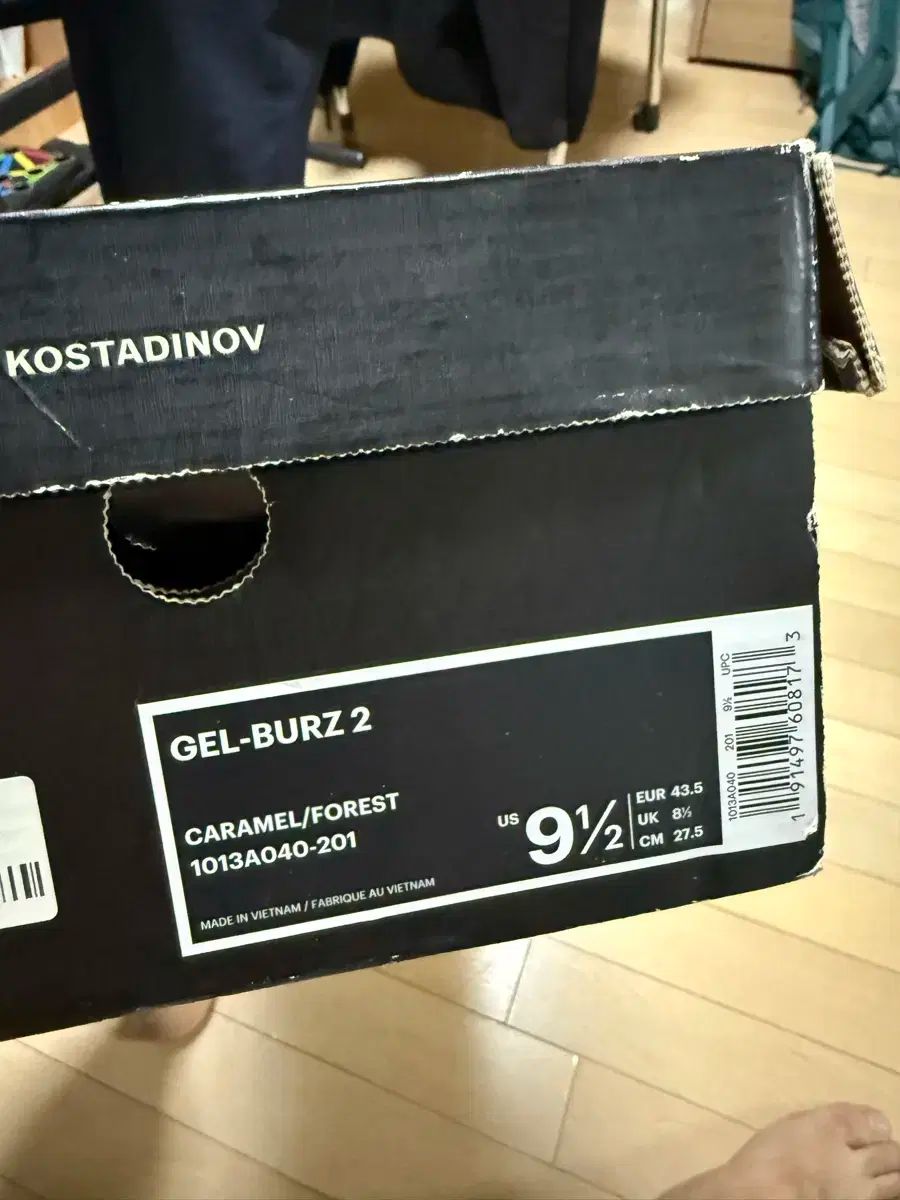 KOSTADINOV
GEL-BURZ 2
CARAMEL/FOREST
1013A040-201
MADE IN VIETNAM / FABRIQUE AU VIETNAM
US 9½
EUR 43.5
UK 8½
CM 27.5
1013A040 201 9½ UPC
1 91497 60817 3